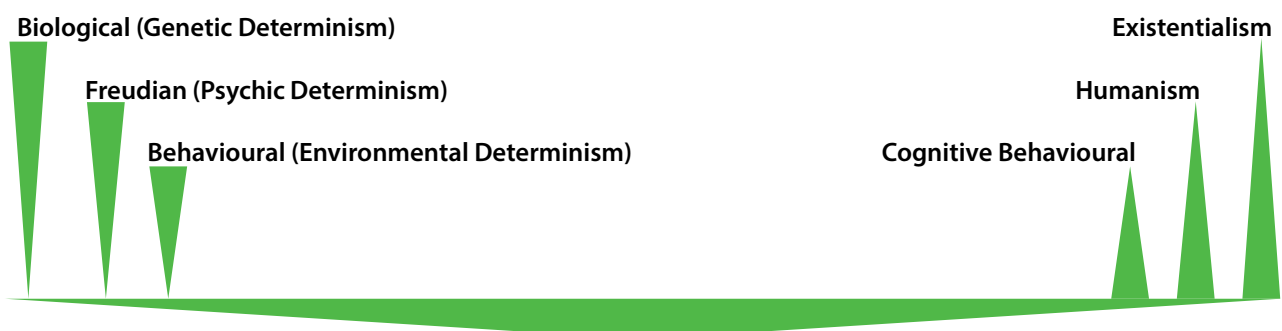 Biological (Genetic Determinism)
Existentialism
Freudian (Psychic Determinism)
Humanism
Behavioural (Environmental Determinism)
Cognitive Behavioural